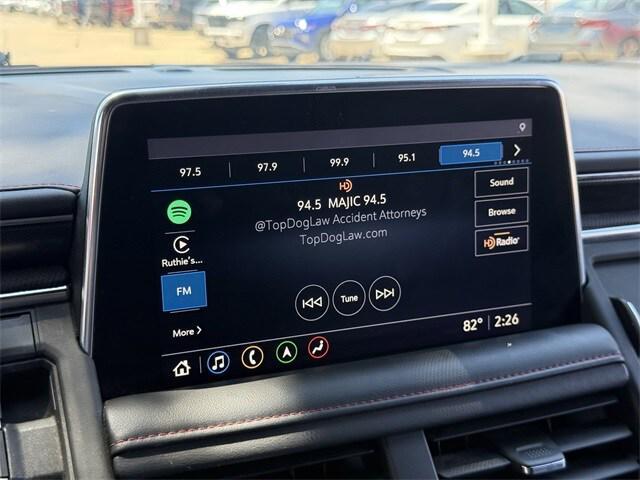 97.5 97.9 99.9 95.1 94.5
HD
94.5 MAJIC 94.5
@TopDogLaw Accident Attorneys
TopDogLaw.com
Sound
Browse
HD Radio
Ruthie's...
FM
Tune
More
82° 2:26